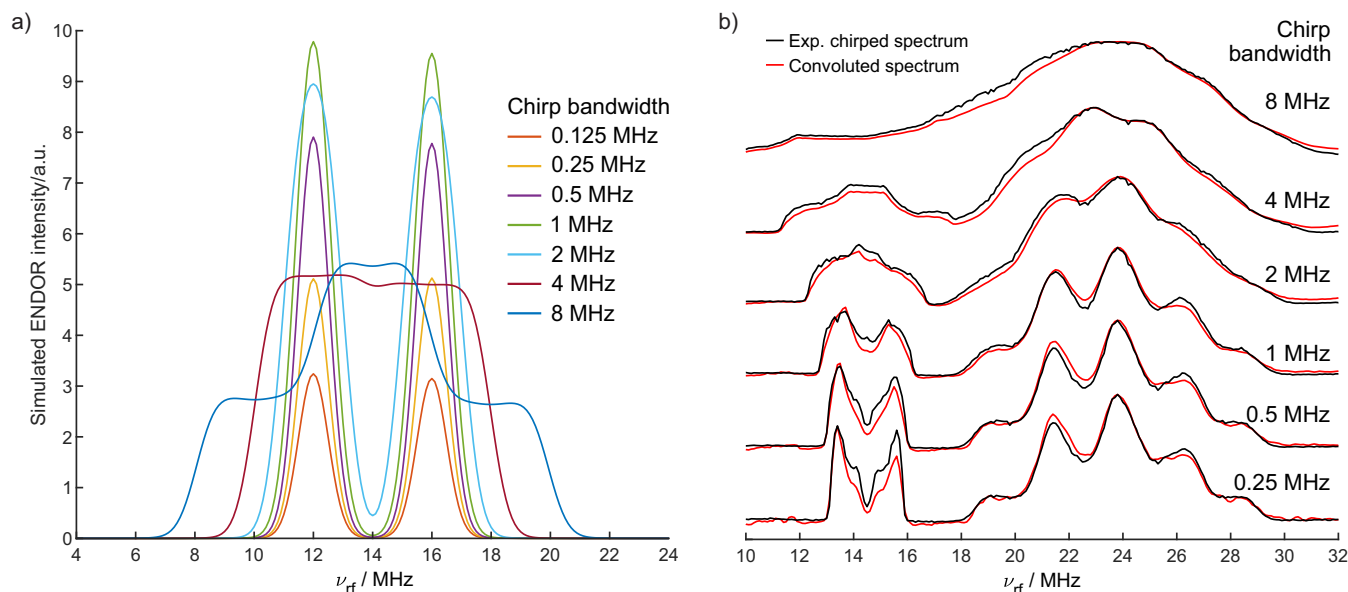 a)
Simulated ENDOR intensity/a.u.
10
9
8
7
6
5
4
3
2
1
0
4 6 8 10 12 14 16 18 20 22 24
ν_rf / MHz
Chirp bandwidth
0.125 MHz
0.25 MHz
0.5 MHz
1 MHz
2 MHz
4 MHz
8 MHz
b)
Exp. chirped spectrum
Convoluted spectrum
Chirp
bandwidth
8 MHz
4 MHz
2 MHz
1 MHz
0.5 MHz
0.25 MHz
10 12 14 16 18 20 22 24 26 28 30 32
ν_rf / MHz